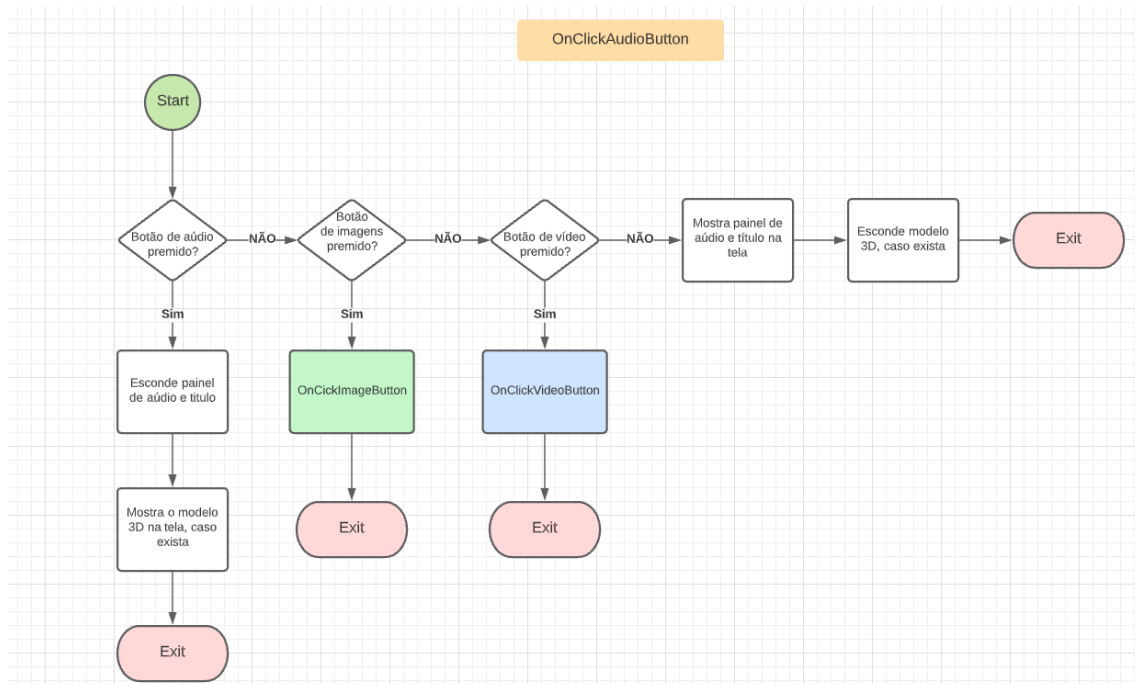 OnClickAudioButton
Start
Botão de aúdio
premido?
NÃO
Botão
de imagens
premido?
NÃO
Botão de vídeo
premido?
NÃO
Mostra painel de
aúdio e título na
tela
Esconde modelo
3D, caso exista
Exit
Sim
Sim
Sim
Esconde painel
de aúdio e titulo
OnCickImageButton
OnClickVideoButton
Mostra o modelo
3D na tela, caso
exista
Exit
Exit
Exit